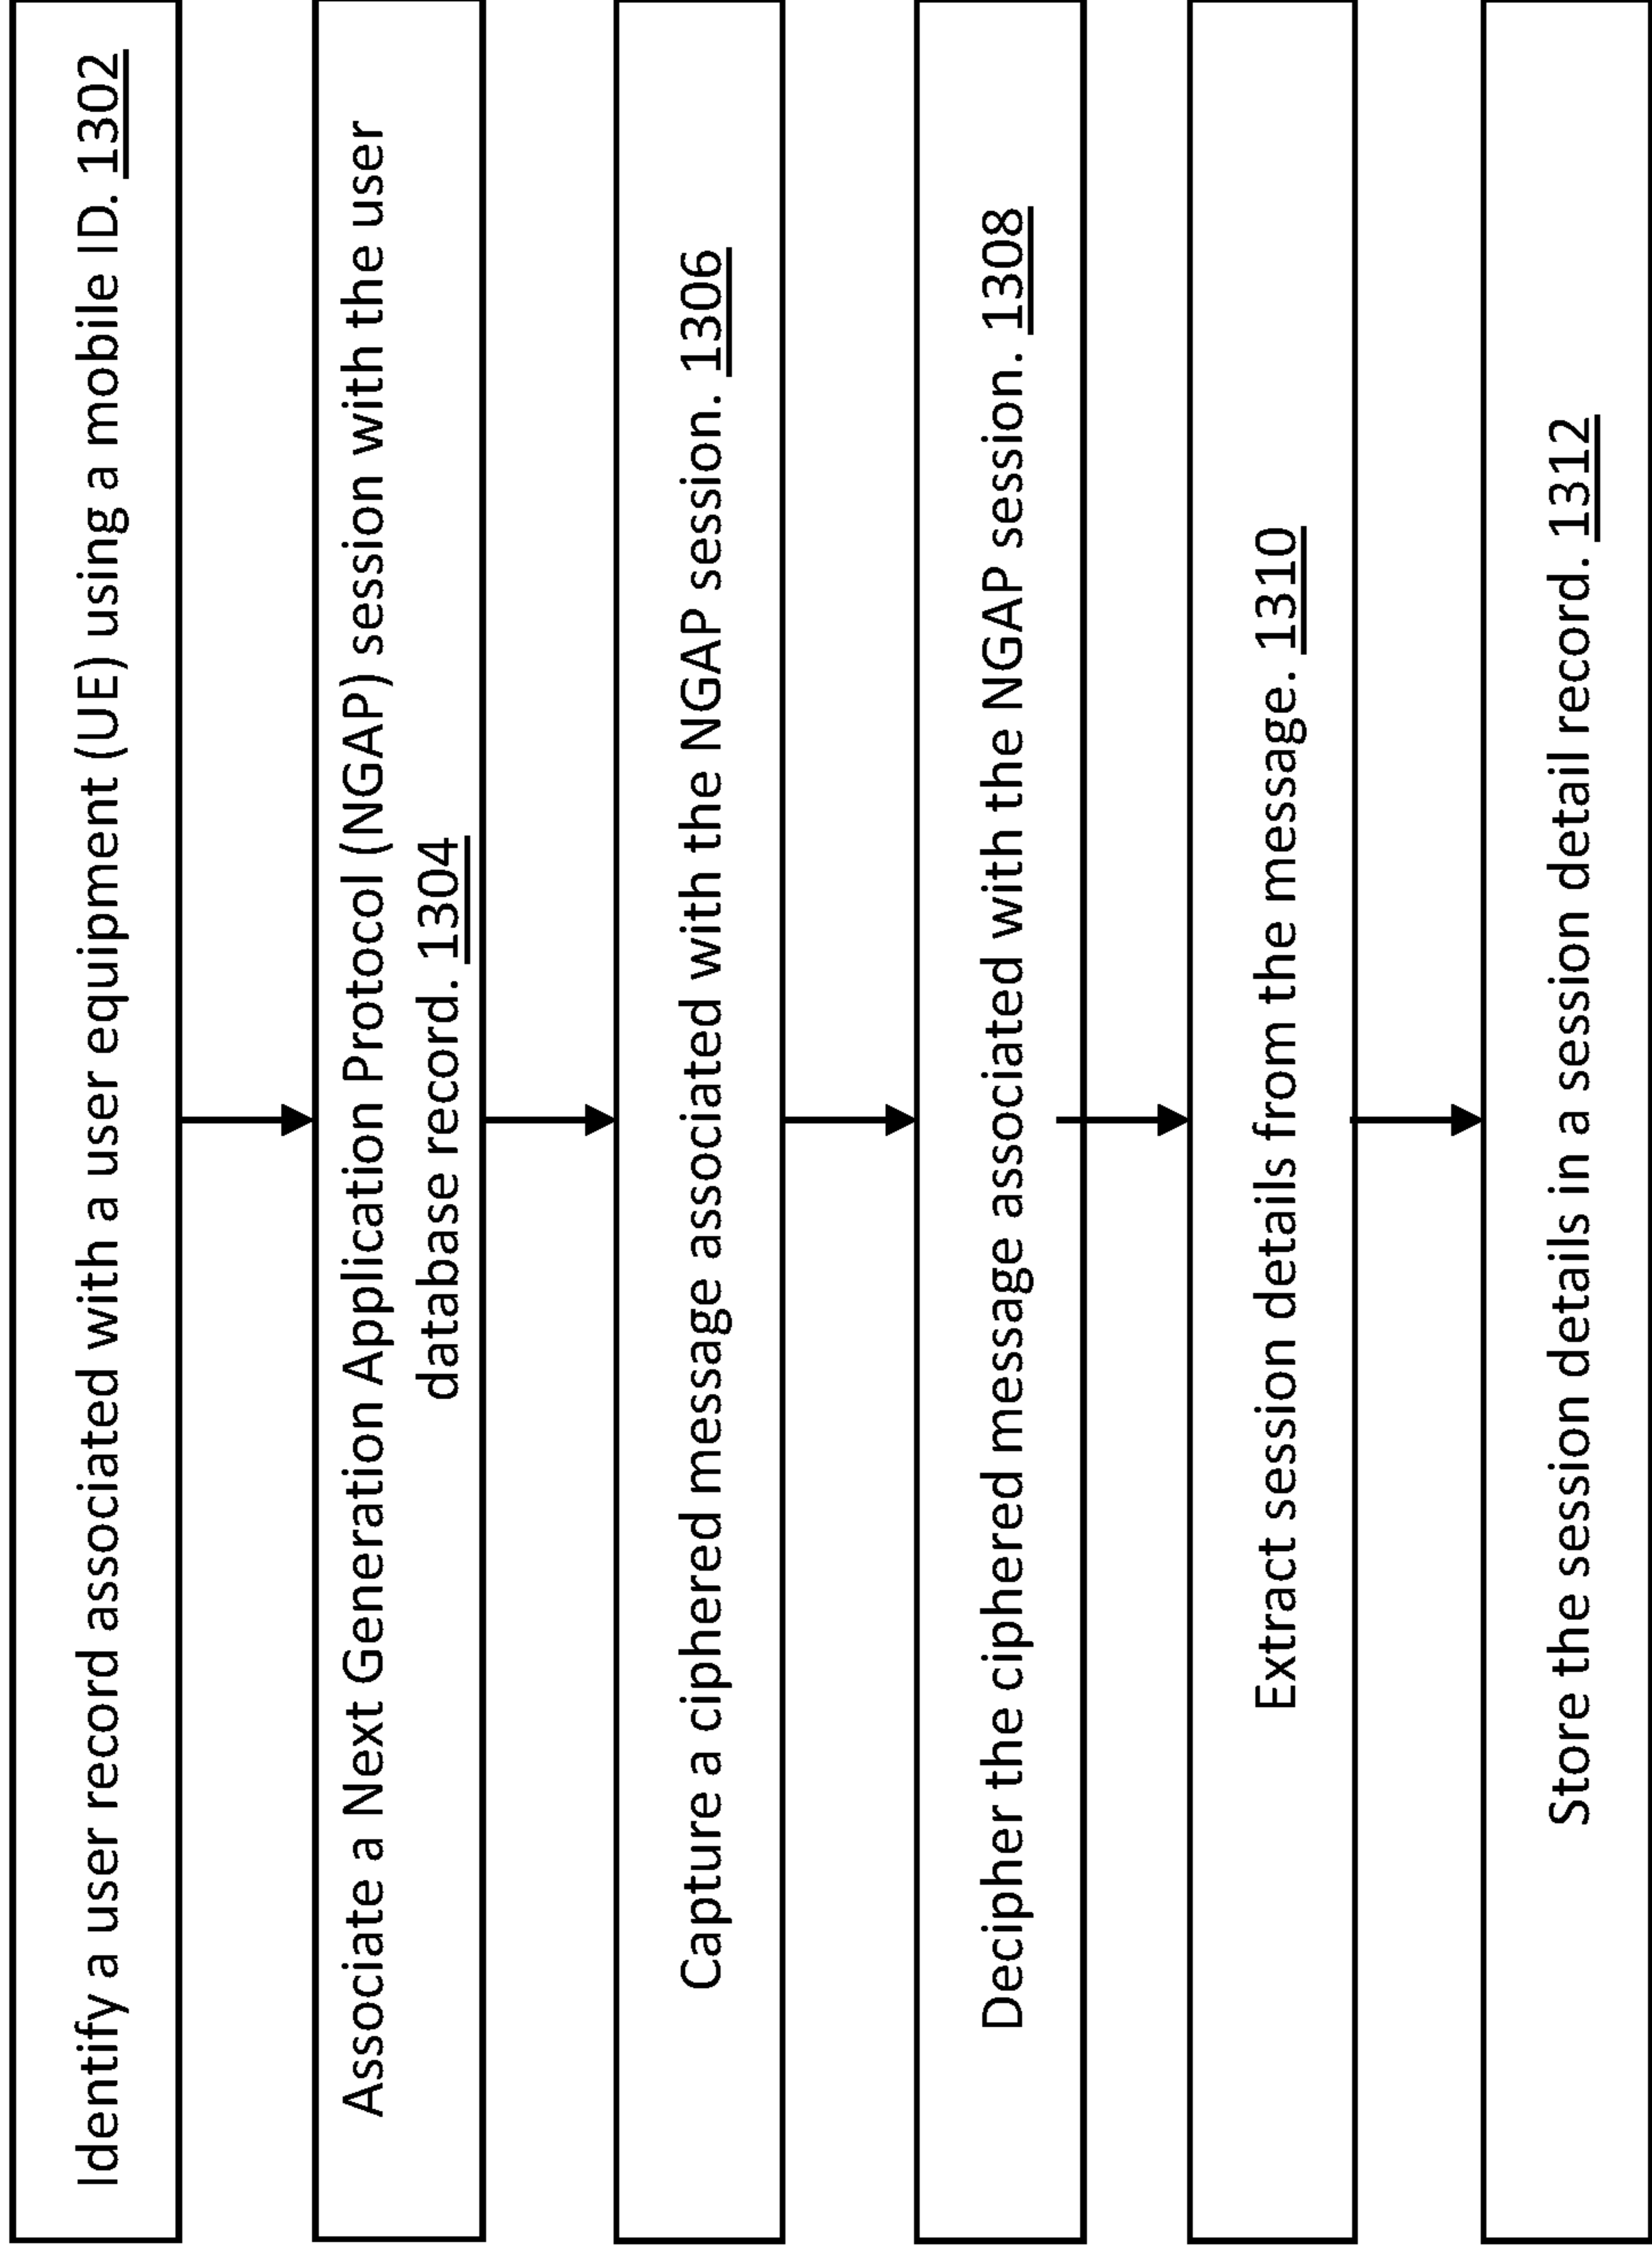 Identify a user record associated with a user equipment (UE) using a mobile ID. 1302
Associate a Next Generation Application Protocol (NGAP) session with the user
database record. 1304
Capture a ciphered message associated with the NGAP session. 1306
Decipher the ciphered message associated with the NGAP session. 1308
Extract session details from the message. 1310
Store the session details in a session detail record. 1312